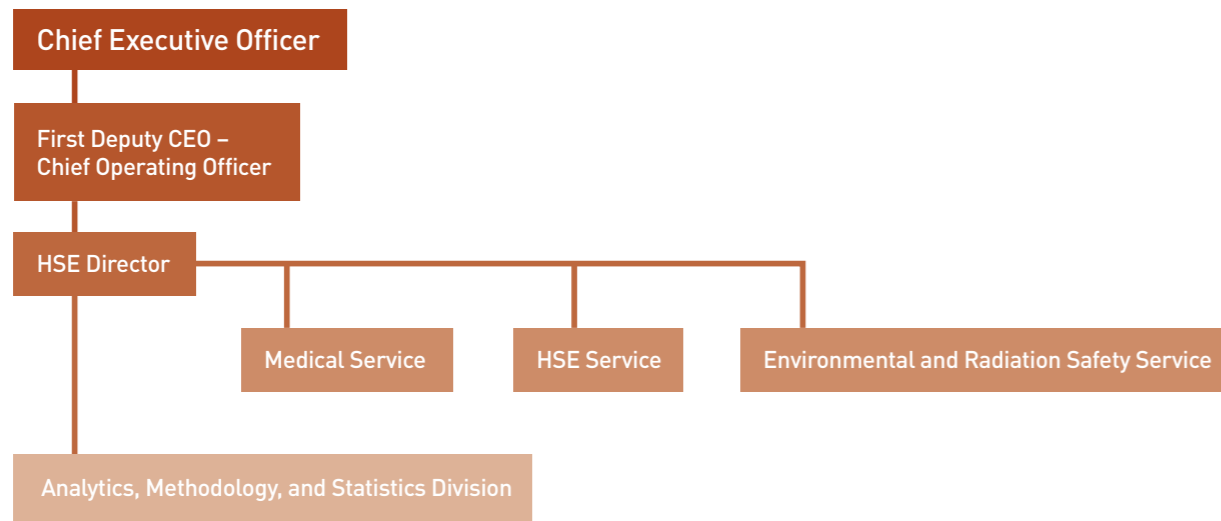 Chief Executive Officer
First Deputy CEO –
Chief Operating Officer
HSE Director
Medical Service
HSE Service
Environmental and Radiation Safety Service
Analytics, Methodology, and Statistics Division